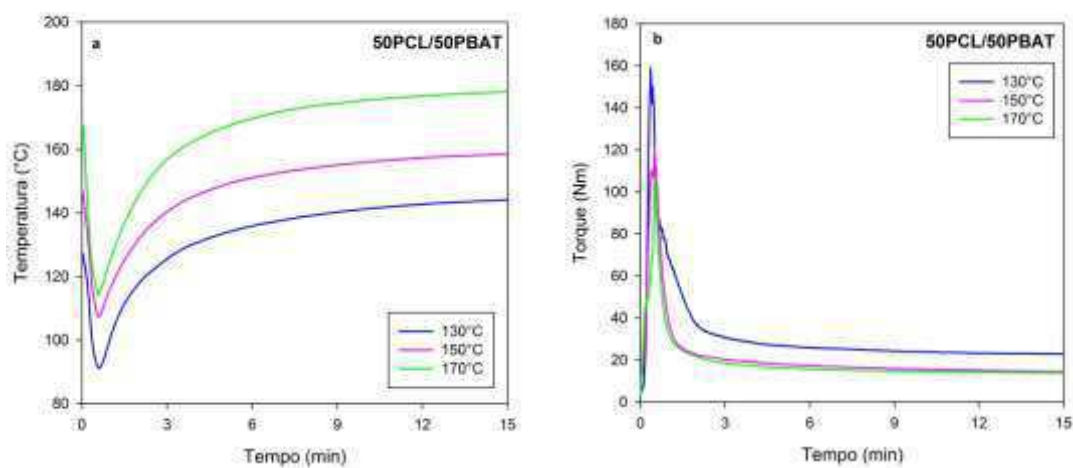 a
50PCL/50PBAT
200
180
160
140
120
100
80
Temperatura (°C)
130°C
150°C
170°C
0
3
6
9
12
15
Tempo (min)
b
50PCL/50PBAT
180
160
140
120
100
80
60
40
20
0
Torque (Nm)
130°C
150°C
170°C
0
3
6
9
12
15
Tempo (min)